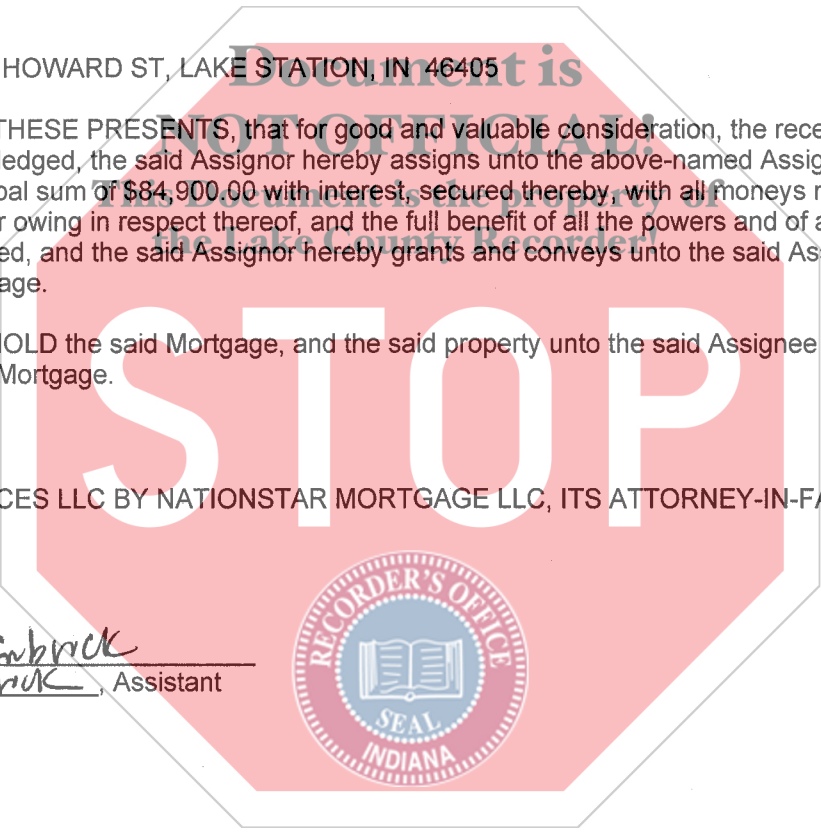 HOWARD ST, LAKE STATION, IN 46405
Document is
NOT OFFICIAL!
THESE PRESENTS, that for good and valuable consideration, the rece
ledged, the said Assignor hereby assigns unto the above-named Assig
pal sum of $84,900.00 with interest, secured thereby, with all moneys
This Document is the property of
r owing in respect thereof, and the full benefit of all the powers and of a
the Lake County Recorder!
ed, and the said Assignor hereby grants and conveys unto the said As
age.
STOP
HOLD the said Mortgage, and the said property unto the said Assignee
Mortgage.
CES LLC BY NATIONSTAR MORTGAGE LLC, ITS ATTORNEY-IN-FA
, Assistant
RECORDER'S OFFICE
SEAL
INDIANA